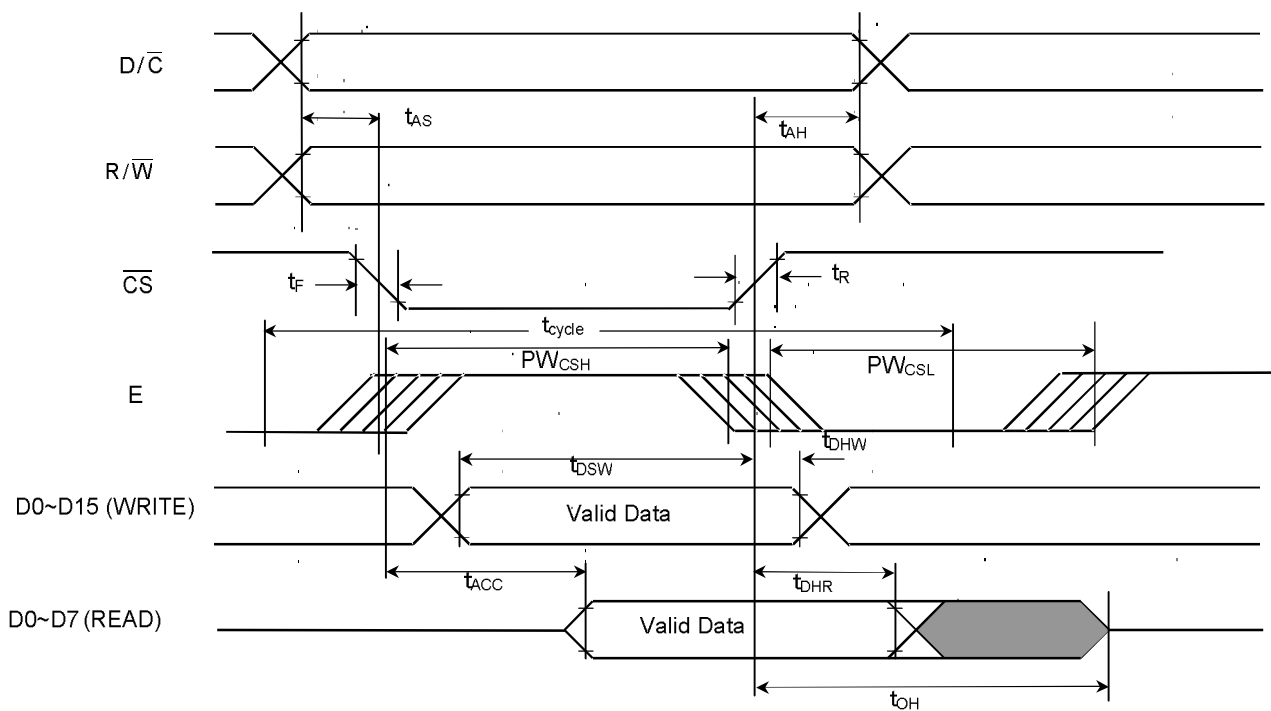 D/C̅
tAS
tAH
R/W̅
C̅S̅
tF
tR
tcycle
PWCSH
PWCSL
E
tDHW
tDSW
D0~D15 (WRITE)
Valid Data
tACC
tDHR
D0~D7 (READ)
Valid Data
tOH